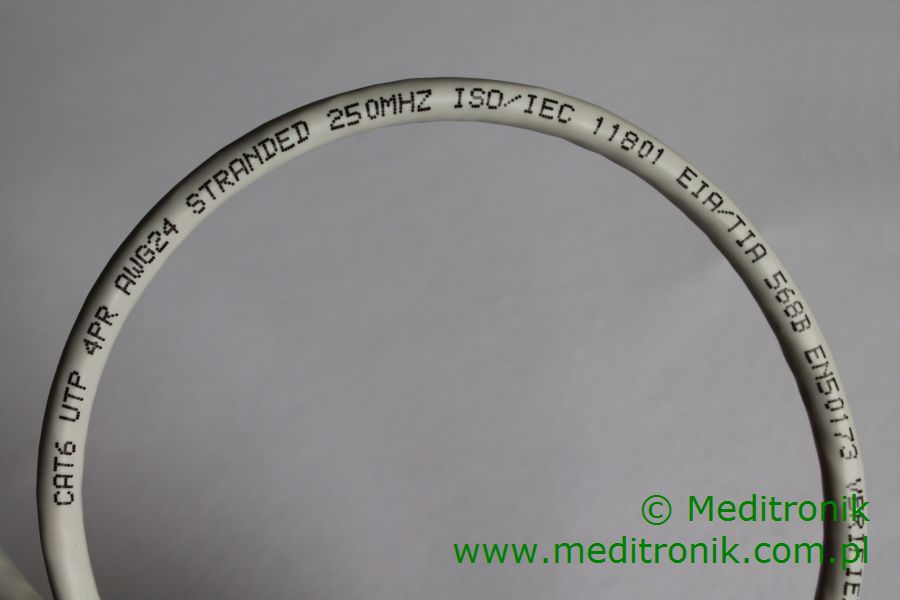 CAT6 UTP 4PR AWG24 STRANDED 250MHZ ISO/IEC 11801 EIA/TIA 568B EN50173
© Meditronik
www.meditronik.com.pl